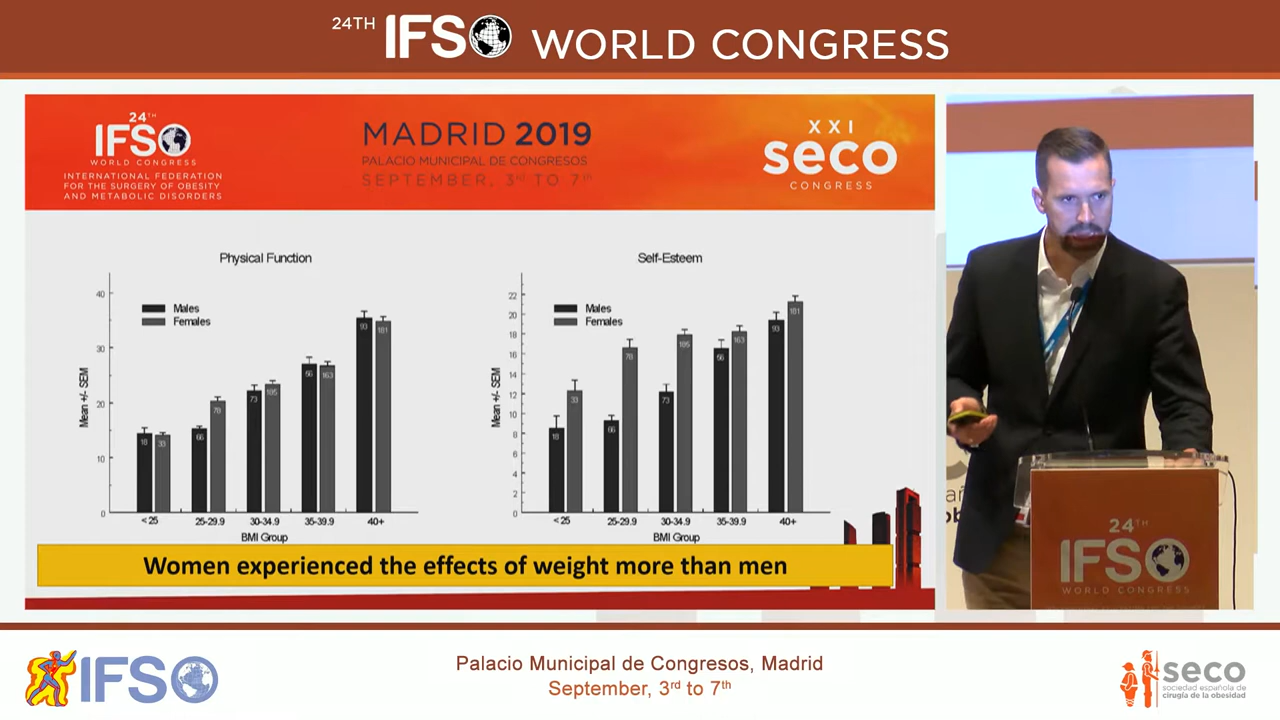 24TH IFSO WORLD CONGRESS
24TH
IFSO
WORLD CONGRESS
INTERNATIONAL FEDERATION
FOR THE SURGERY OF OBESITY
AND METABOLIC DISORDERS
MADRID 2019
PALACIO MUNICIPAL DE CONGRESOS
SEPTEMBER, 3rd TO 7th
XXI
seco
CONGRESS
Physical Function
Males
Females
Mean +/- SEM
40
30
20
10
0
18 33 66 78 73 185 56 163 93 181
<25 25-29.9 30-34.9 35-39.9 40+
BMI Group
Self-Esteem
Males
Females
Mean +/- SEM
22
20
18
16
14
12
10
8
6
4
2
0
18 33 66 78 73 185 56 163 93 181
<25 25-29.9 30-34.9 35-39.9 40+
BMI Group
Women experienced the effects of weight more than men
24TH
IFSO
WORLD CONGRESS
IFSO
Palacio Municipal de Congresos, Madrid
September, 3rd to 7th
seco
sociedad española de
cirugía de la obesidad